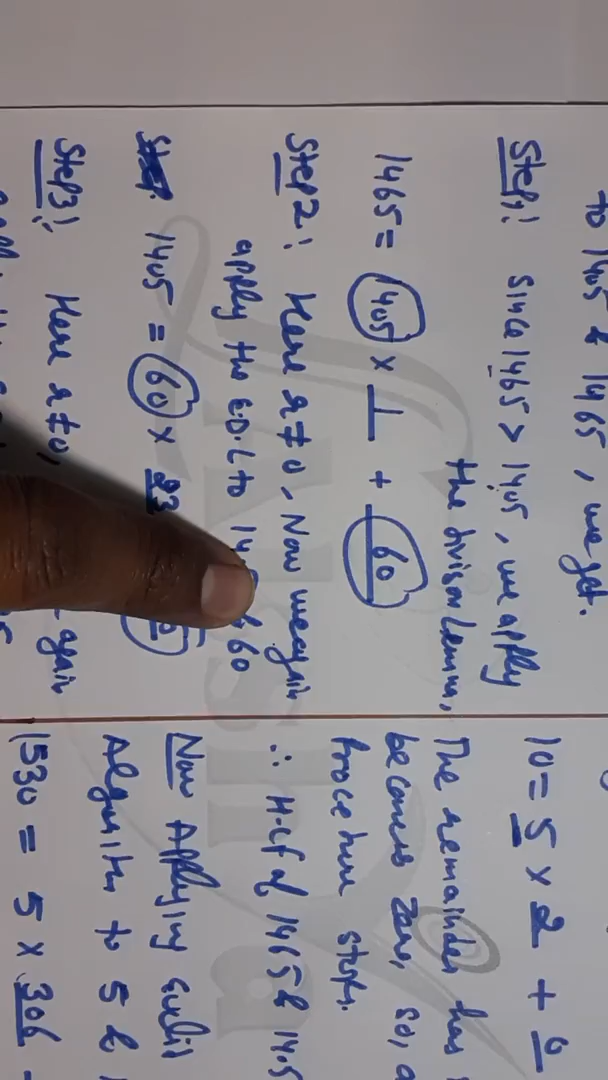 to 1405 & 1465, we get.
Step1: since 1465 > 1405, we apply
the divison Lemma,
1465 = 1405 × 1 + 60
Step2: Here r≠0, Now we again
apply the E.D.L to 60
1405 = 60 × 23
Step3: Here r≠0, again
10 = 5 × 2 + 0
The remainder has
becomes zero, so,
Procedure stops.
∴ H.C.f of 1465 & 1405
Now Applying euclid
Algorithm to 5 &
1530 = 5 × 306